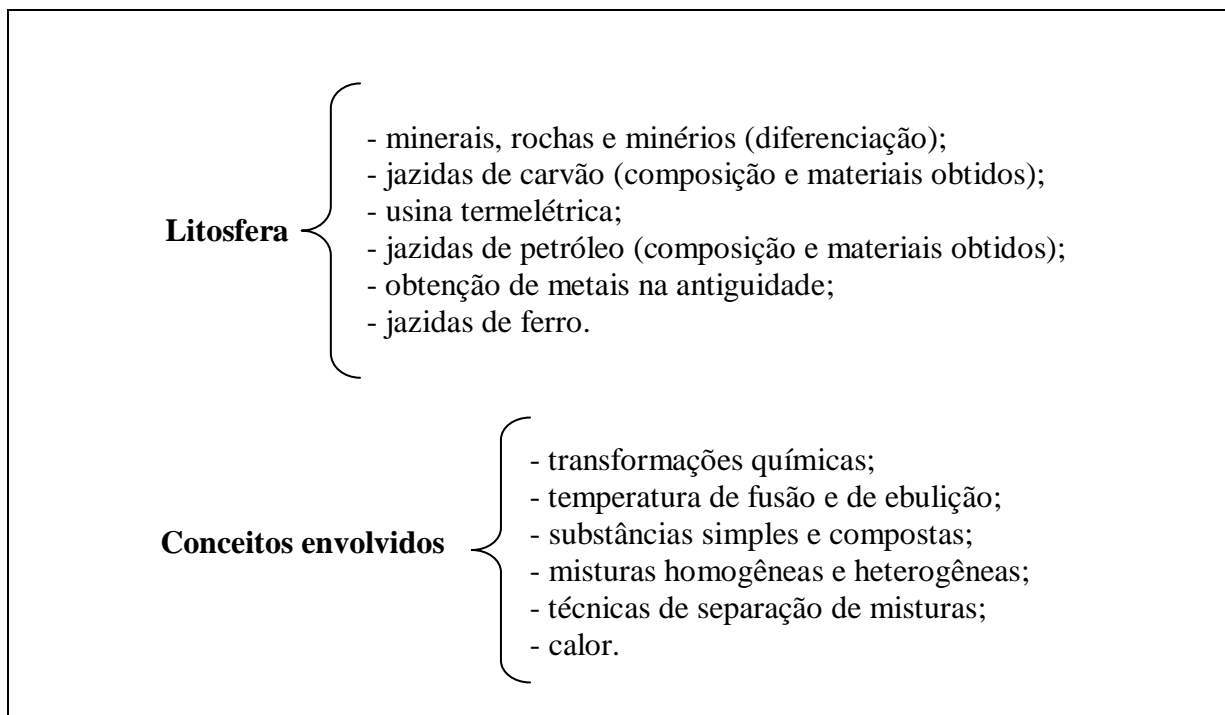 Litosfera
- minerais, rochas e minérios (diferenciação);
- jazidas de carvão (composição e materiais obtidos);
- usina termelétrica;
- jazidas de petróleo (composição e materiais obtidos);
- obtenção de metais na antiguidade;
- jazidas de ferro.
Conceitos envolvidos
- transformações químicas;
- temperatura de fusão e de ebulição;
- substâncias simples e compostas;
- misturas homogêneas e heterogêneas;
- técnicas de separação de misturas;
- calor.